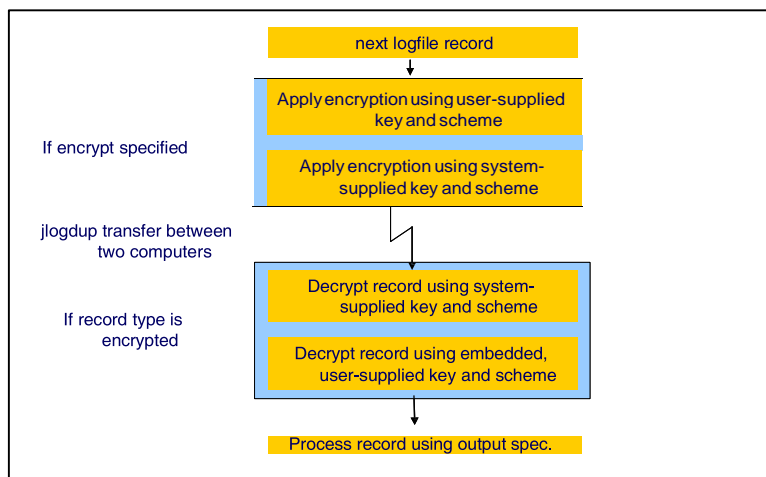 next logfile record
Apply encryption using user-supplied
key and scheme
If encrypt specified
Apply encryption using system-
supplied key and scheme
jlogdup transfer between
two computers
Decrypt record using system-
supplied key and scheme
If record type is
encrypted
Decrypt record using embedded,
user-supplied key and scheme
Process record using output spec.